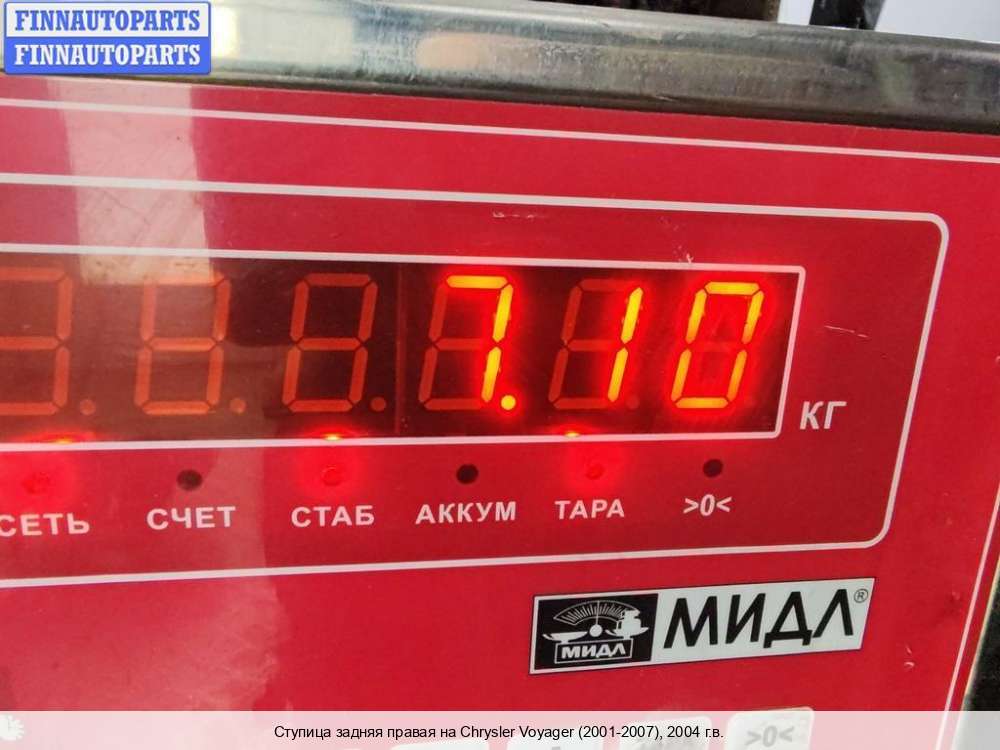 FINNAUTOPARTS
FINNAUTOPARTS
7.10
КГ
СЕТЬ СЧЕТ СТАБ АККУМ ТАРА >0<
МИДЛ МИДЛ®
>0<
Ступица задняя правая на Chrysler Voyager (2001-2007), 2004 г.в.